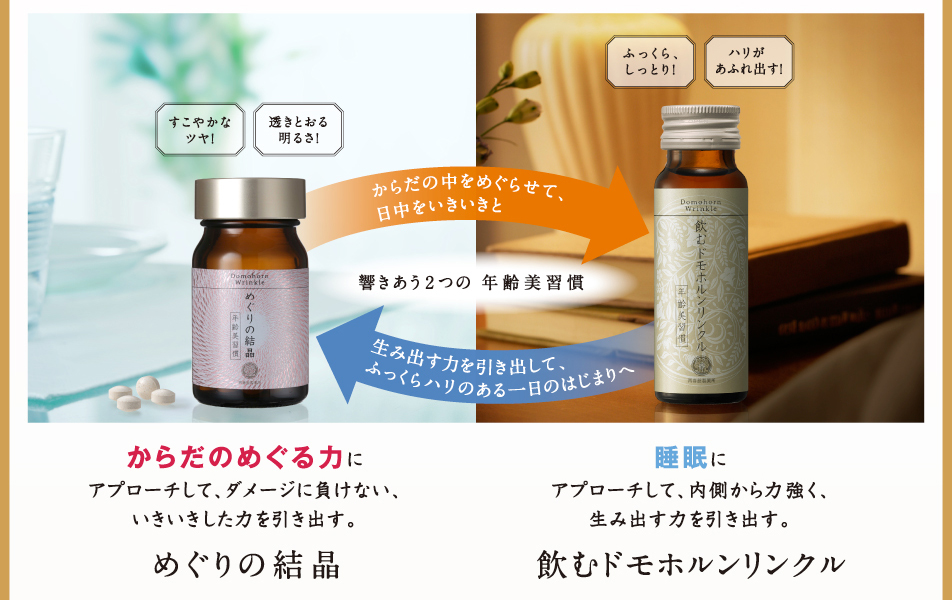 ふっくら、
しっとり!
ハリが
あふれ出す!
すこやかな
ツヤ!
透きとおる
明るさ!
からだの中をめぐらせて、
日中をいきいきと
響きあう2つの 年齢美習慣
生み出す力を引き出して、
ふっくらハリのある一日のはじまりへ
Domohorn
Wrinkle
めぐりの結晶
年齢美習慣
Domohorn
Wrinkle
飲むドモホルンリンクル
年齢美習慣
からだのめぐる力に
アプローチして、ダメージに負けない、
いきいきした力を引き出す。
めぐりの結晶
睡眠に
アプローチして、内側から力強く、
生み出す力を引き出す。
飲むドモホルンリンクル